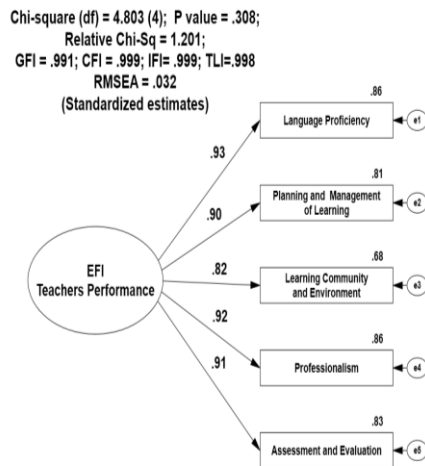 Chi-square (df) = 4.803 (4); P value = .308;
Relative Chi-Sq = 1.201;
GFI = .991; CFI = .999; IFI= .999; TLI=.998
RMSEA = .032
(Standardized estimates)
.86
Language Proficiency
e1
.93
.81
Planning and Management
of Learning
e2
.90
.68
Learning Community
and Environment
e3
.82
EFI
Teachers Performance
.92
.86
Professionalism
e4
.91
.83
Assessment and Evaluation
e5